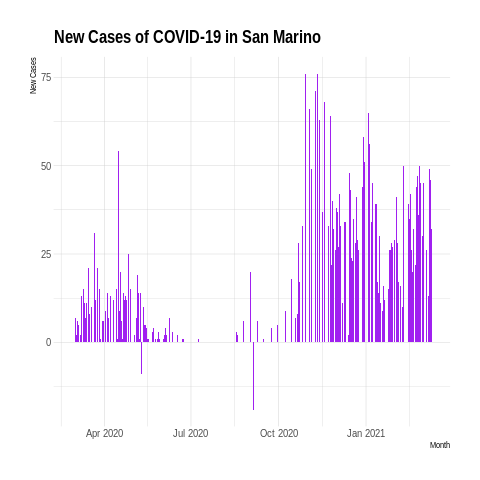 New Cases of COVID-19 in San Marino
New Cases
75
50
25
0
Apr 2020 Jul 2020 Oct 2020 Jan 2021
Month